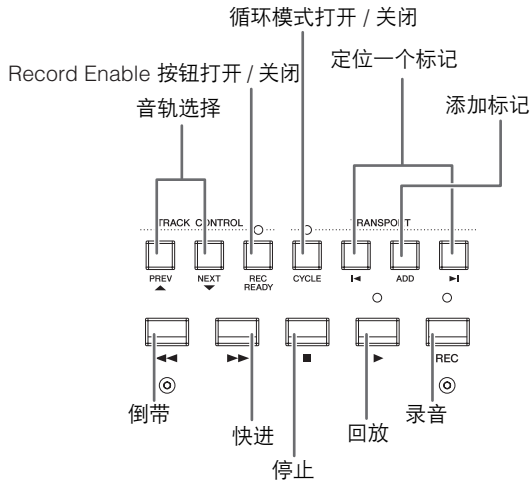 循环模式打开 / 关闭
Record Enable 按钮打开 / 关闭
定位一个标记
音轨选择
添加标记
TRACK CONTROL
TRANSPORT
PREV
NEXT
REC
READY
CYCLE
ADD
REC
倒带
快进
停止
回放
录音